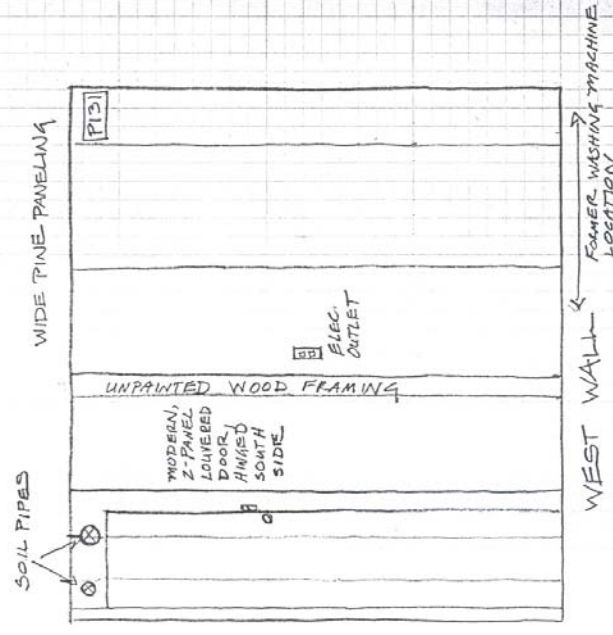 SOIL PIPES
WIDE PINE PANELING
P131
UNPAINTED WOOD FRAMING
MODERN,
2-PANEL
LOUVERED
DOOR,
HINGED
SOUTH
SIDE
ELEC.
OUTLET
WEST WALL
FORMER WASHING MACHINE
LOCATION